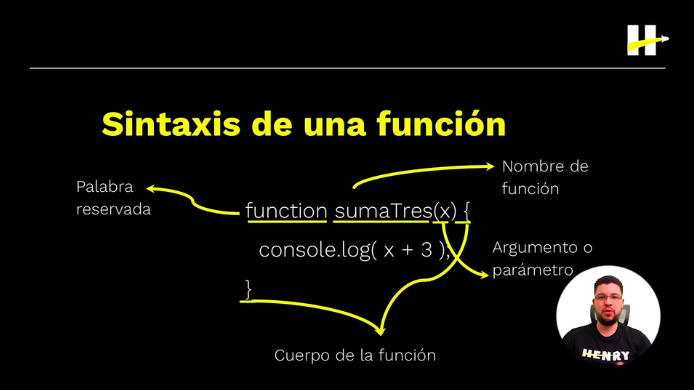 H
Sintaxis de una función
Nombre de
función
Palabra
reservada
function sumaTres(x) {
console.log( x + 3 );
}
Argumento o
parámetro
HENRY
Cuerpo de la función